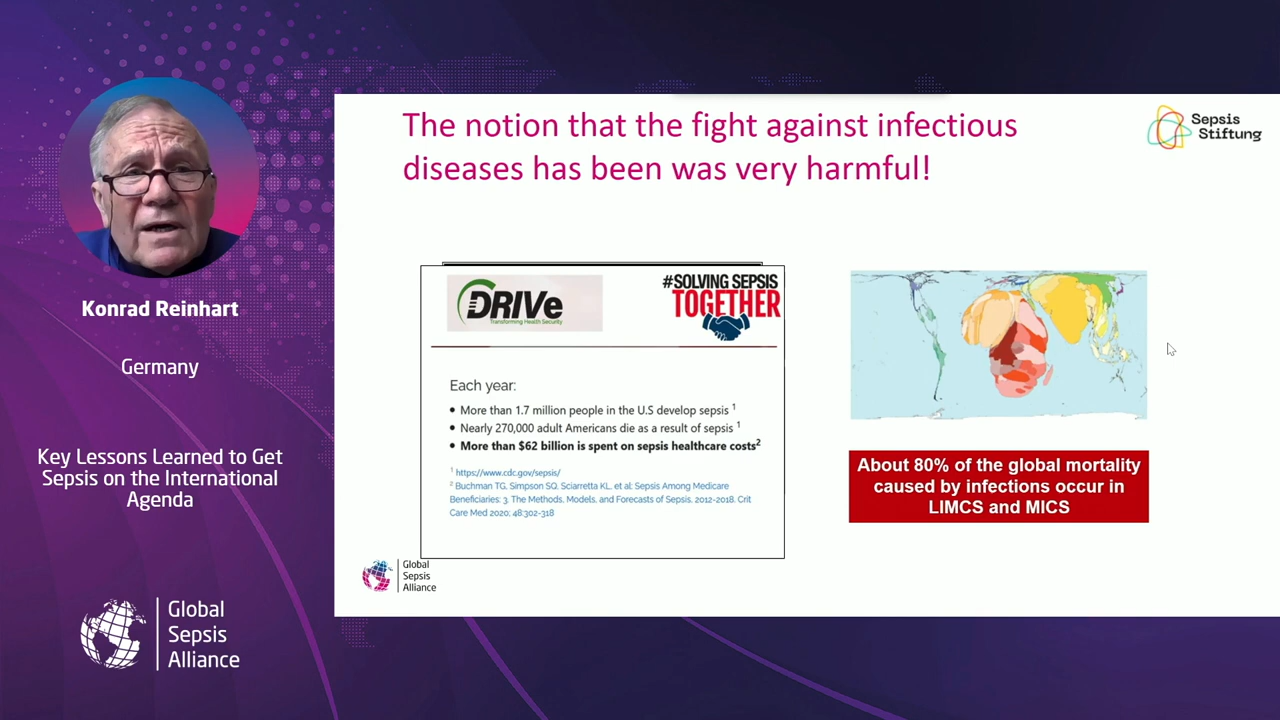 Konrad Reinhart
Germany
Key Lessons Learned to Get
Sepsis on the International
Agenda
Global
Sepsis
Alliance
The notion that the fight against infectious
diseases has been was very harmful!
Sepsis
Stiftung
DRIVe
Transforming Health Security
#SOLVING SEPSIS
TOGETHER
Each year:
• More than 1.7 million people in the U.S develop sepsis 1
• Nearly 270,000 adult Americans die as a result of sepsis 1
• More than $62 billion is spent on sepsis healthcare costs2
1 https://www.cdc.gov/sepsis/
2 Buchman TG, Simpson SQ, Sciarretta KL, et al: Sepsis Among Medicare
Beneficiaries: 3. The Methods, Models, and Forecasts of Sepsis, 2012-2018. Crit
Care Med 2020; 48:302-318
About 80% of the global mortality
caused by infections occur in
LIMCS and MICS
Global
Sepsis
Alliance